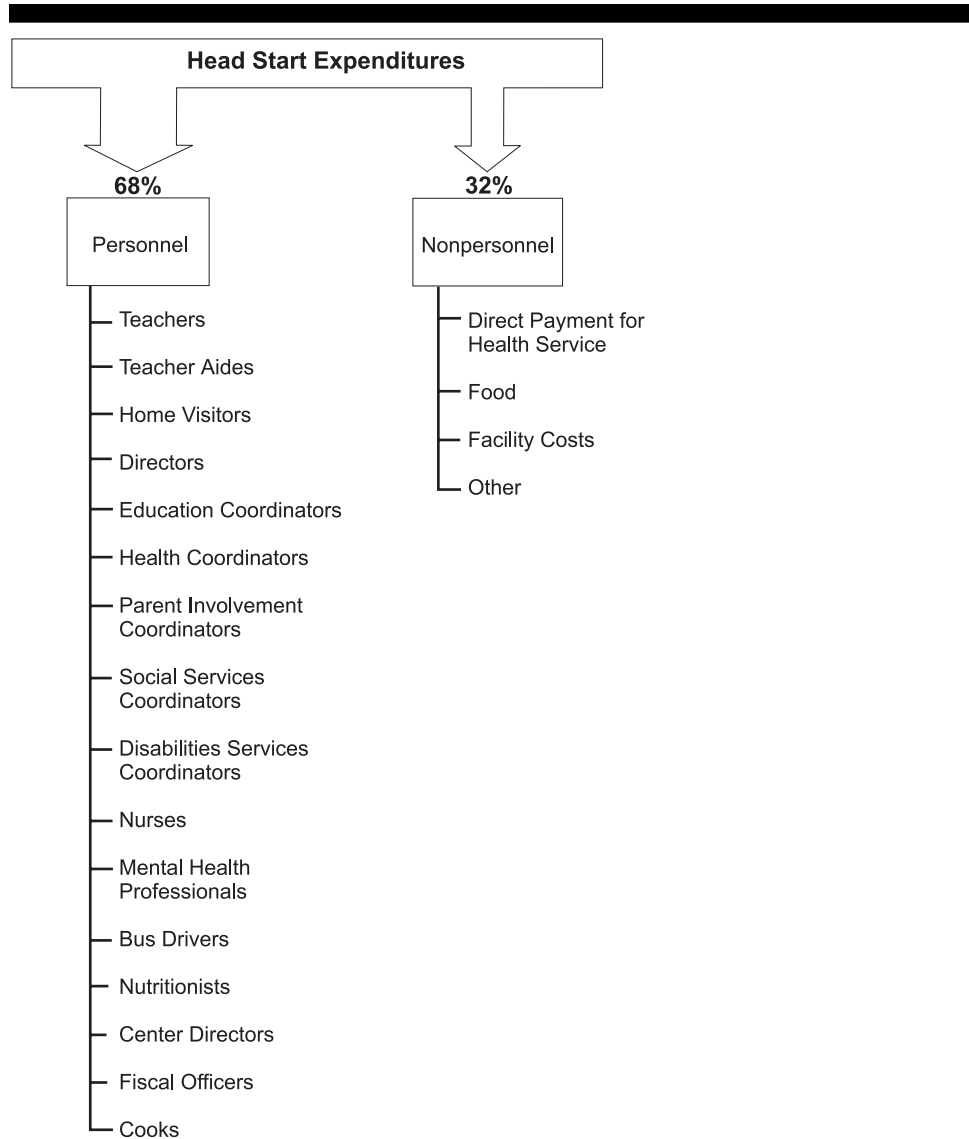 Head Start Expenditures
68%
Personnel
Teachers
Teacher Aides
Home Visitors
Directors
Education Coordinators
Health Coordinators
Parent Involvement
Coordinators
Social Services
Coordinators
Disabilities Services
Coordinators
Nurses
Mental Health
Professionals
Bus Drivers
Nutritionists
Center Directors
Fiscal Officers
Cooks
32%
Nonpersonnel
Direct Payment for
Health Service
Food
Facility Costs
Other